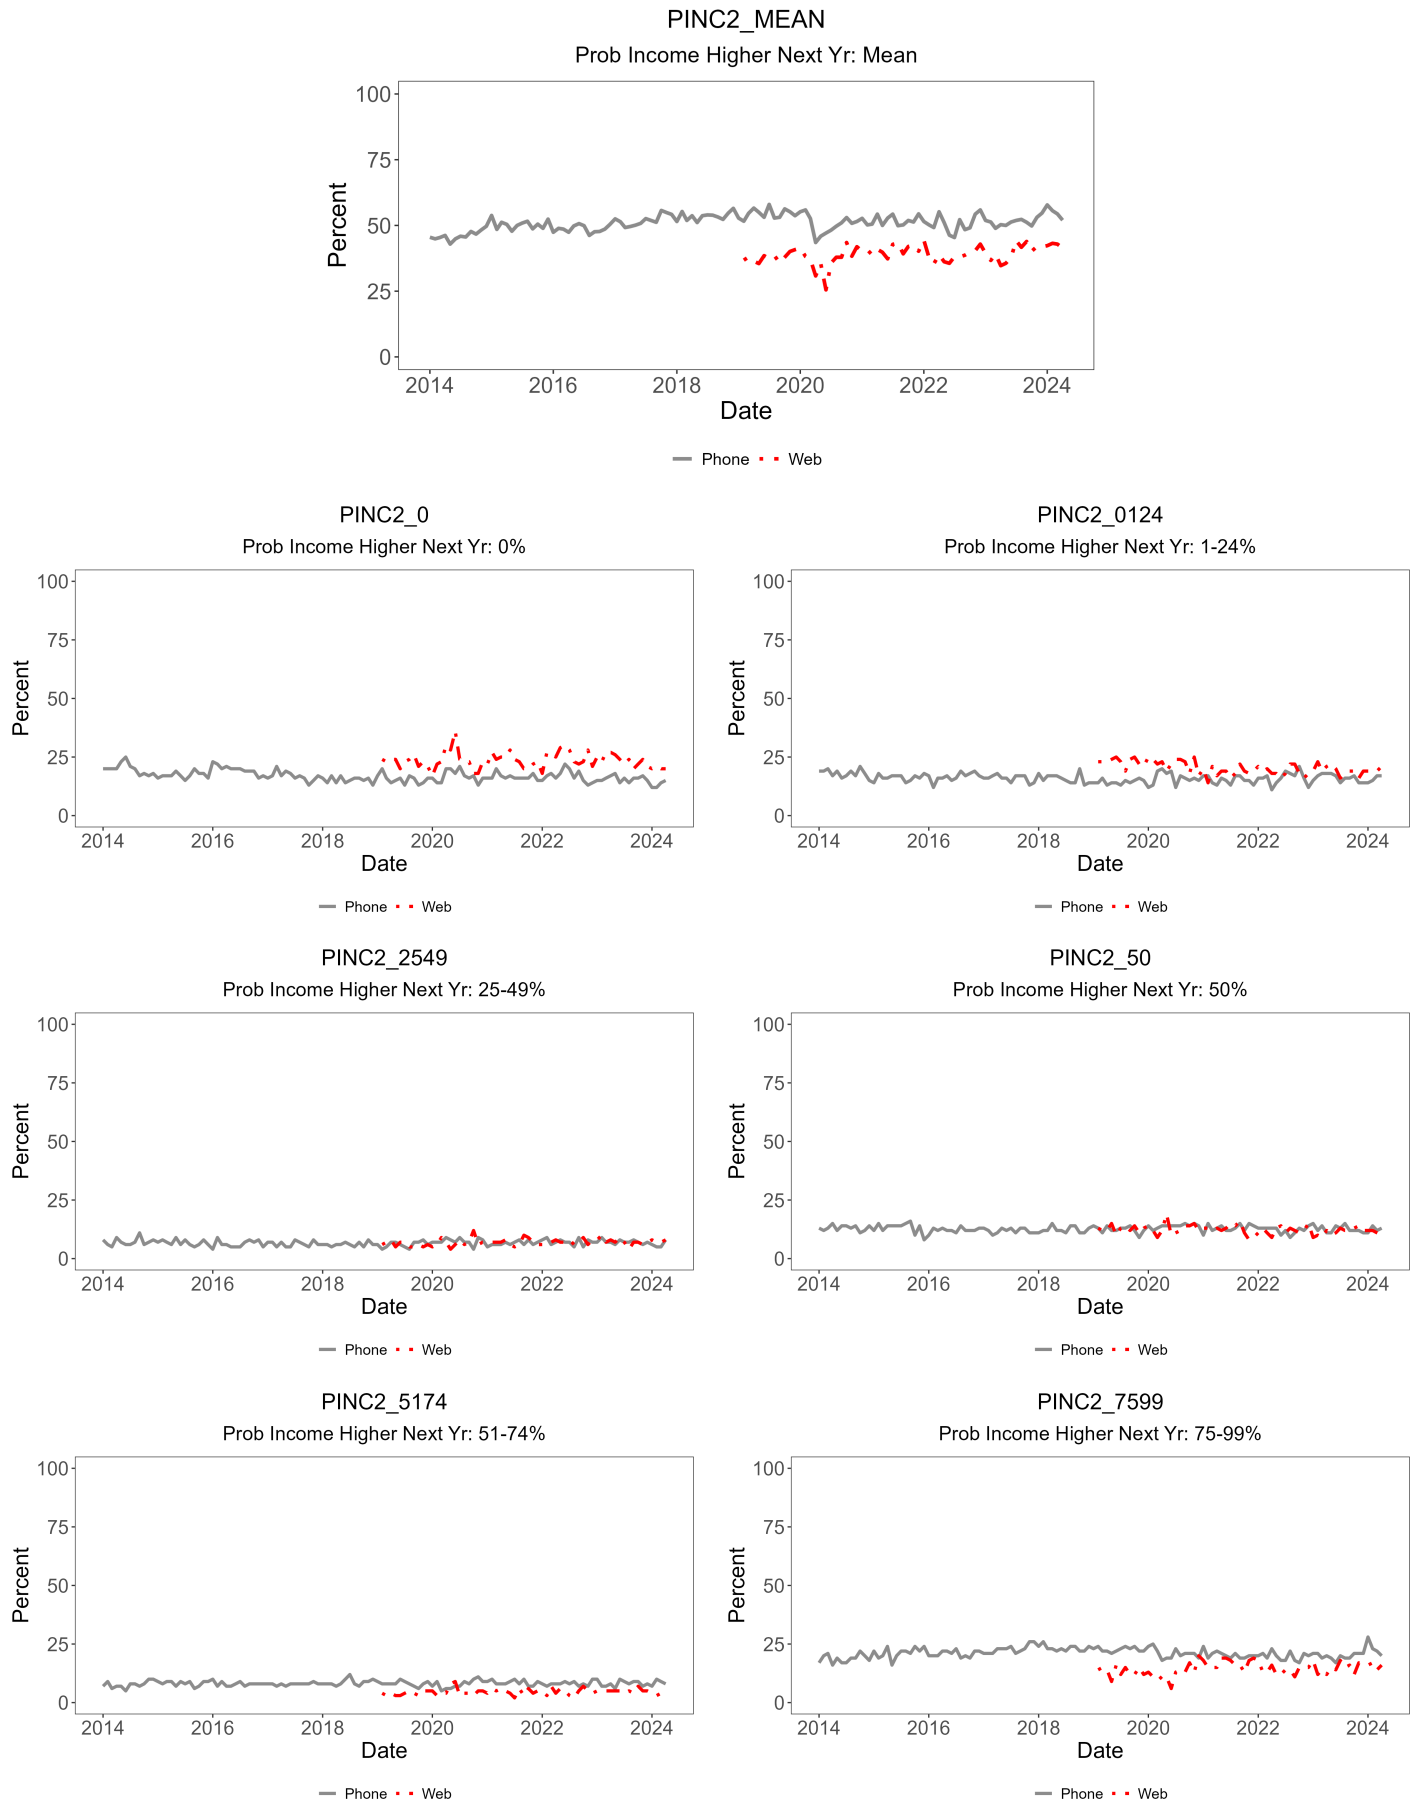 PINC2_MEAN
Prob Income Higher Next Yr: Mean
100
75
50
25
0
Percent
2014 2016 2018 2020 2022 2024
Date
Phone Web
PINC2_0
Prob Income Higher Next Yr: 0%
100
75
50
25
0
Percent
2014 2016 2018 2020 2022 2024
Date
Phone Web
PINC2_0124
Prob Income Higher Next Yr: 1-24%
100
75
50
25
0
Percent
2014 2016 2018 2020 2022 2024
Date
Phone Web
PINC2_2549
Prob Income Higher Next Yr: 25-49%
100
75
50
25
0
Percent
2014 2016 2018 2020 2022 2024
Date
Phone Web
PINC2_50
Prob Income Higher Next Yr: 50%
100
75
50
25
0
Percent
2014 2016 2018 2020 2022 2024
Date
Phone Web
PINC2_5174
Prob Income Higher Next Yr: 51-74%
100
75
50
25
0
Percent
2014 2016 2018 2020 2022 2024
Date
Phone Web
PINC2_7599
Prob Income Higher Next Yr: 75-99%
100
75
50
25
0
Percent
2014 2016 2018 2020 2022 2024
Date
Phone Web